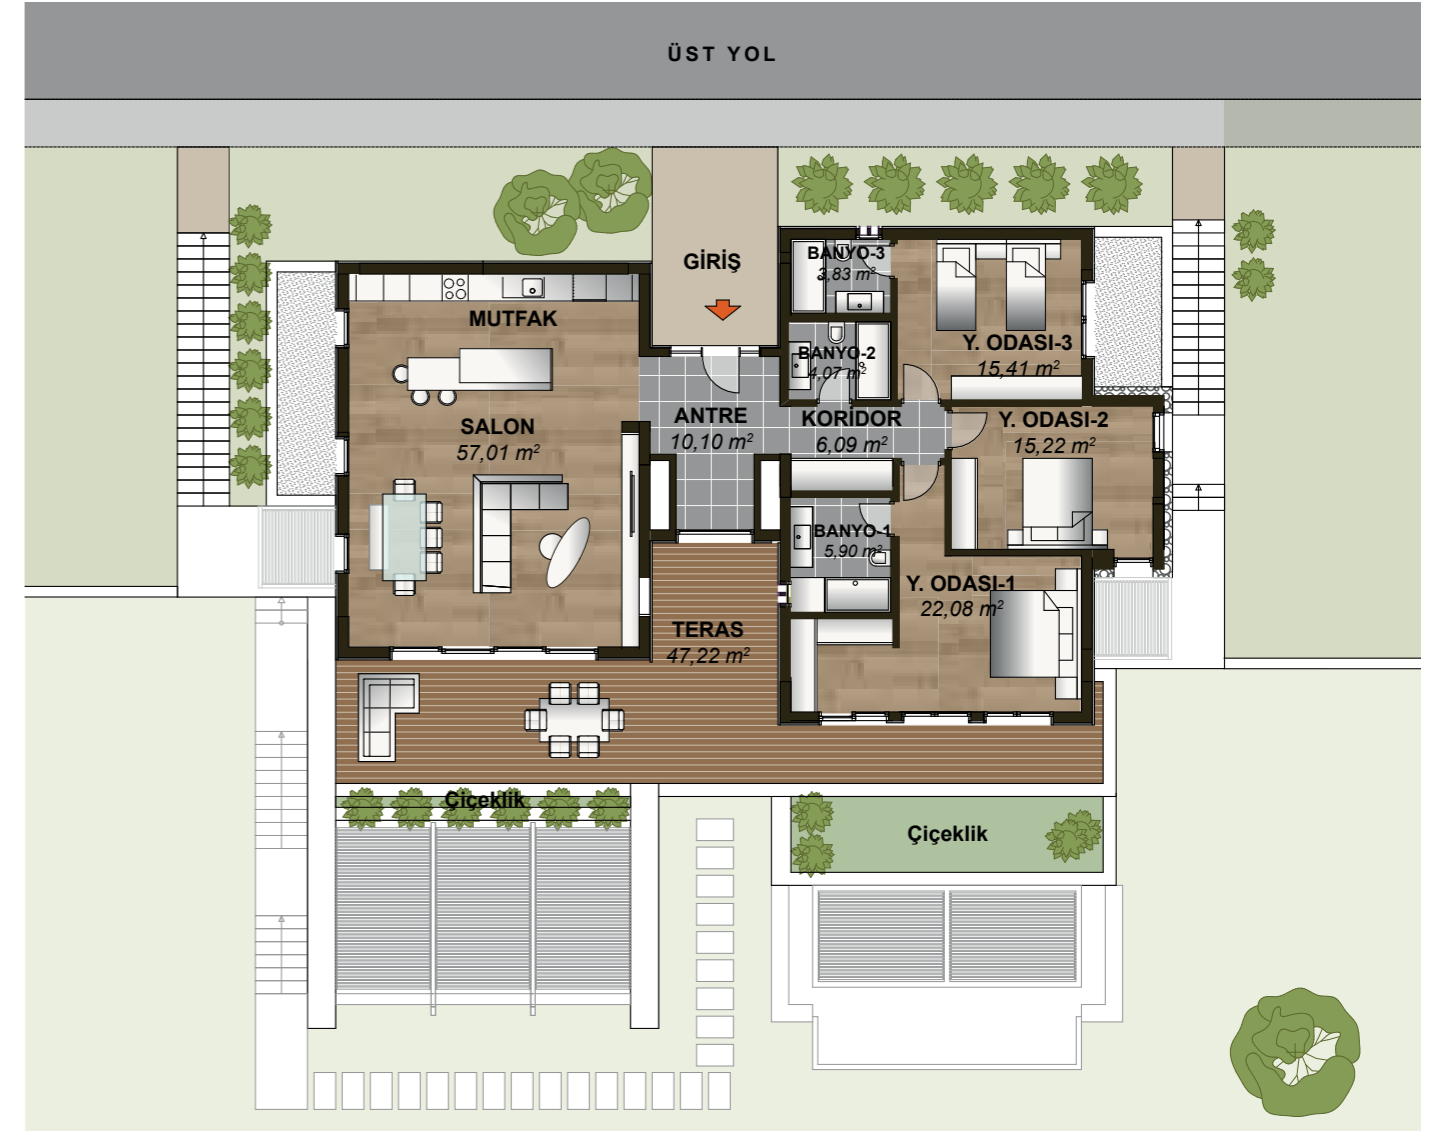 ÜST YOL
GİRİŞ
BANYO-3
3,83 m²
MUTFAK
BANYO-2
4,07 m²
Y. ODASI-3
15,41 m²
SALON
57,01 m²
ANTRE
10,10 m²
KORİDOR
6,09 m²
Y. ODASI-2
15,22 m²
BANYO-1
5,90 m²
Y. ODASI-1
22,08 m²
TERAS
47,22 m²
Çiçeklik
Çiçeklik